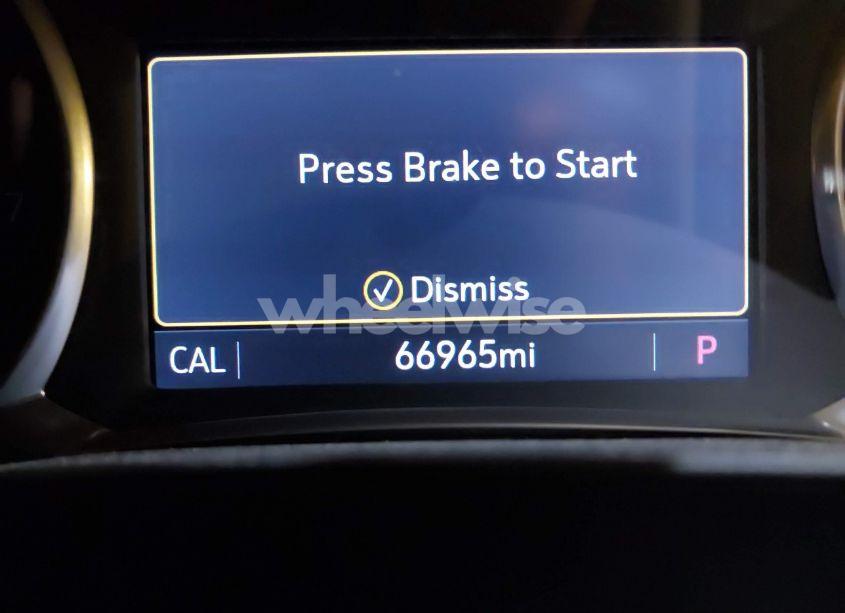 Press Brake to Start
Dismiss
wheelwise
CAL
66965mi
P